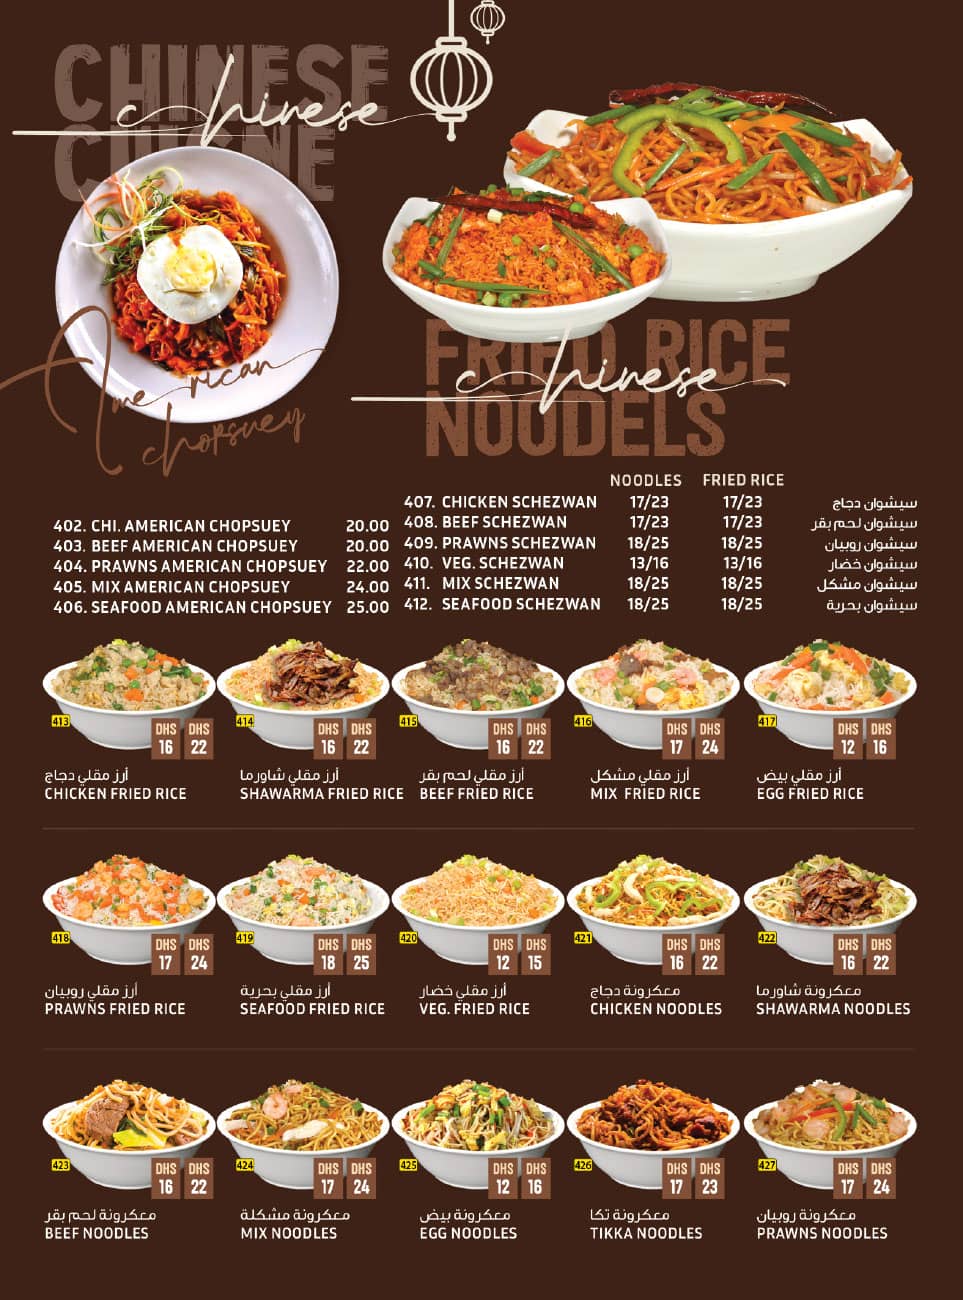 CHINESE
CUISINE
chinese
American
chopsuey
FRIED RICE
chinese
NOODELS
402. CHI. AMERICAN CHOPSUEY 20.00
403. BEEF AMERICAN CHOPSUEY 20.00
404. PRAWNS AMERICAN CHOPSUEY 22.00
405. MIX AMERICAN CHOPSUEY 24.00
406. SEAFOOD AMERICAN CHOPSUEY 25.00
NOODLES FRIED RICE
407. CHICKEN SCHEZWAN 17/23 17/23 سيشوان دجاج
408. BEEF SCHEZWAN 17/23 17/23 سيشوان لحم بقر
409. PRAWNS SCHEZWAN 18/25 18/25 سيشوان روبيان
410. VEG. SCHEZWAN 13/16 13/16 سيشوان خضار
411. MIX SCHEZWAN 18/25 18/25 سيشوان مشكل
412. SEAFOOD SCHEZWAN 18/25 18/25 سيشوان بحرية
413 DHS 16 DHS 22
أرز مقلي دجاج
CHICKEN FRIED RICE
414 DHS 16 DHS 22
أرز مقلي شاورما
SHAWARMA FRIED RICE
415 DHS 16 DHS 22
أرز مقلي لحم بقر
BEEF FRIED RICE
416 DHS 17 DHS 24
أرز مقلي مشكل
MIX FRIED RICE
417 DHS 12 DHS 16
أرز مقلي بيض
EGG FRIED RICE
418 DHS 17 DHS 24
أرز مقلي روبيان
PRAWNS FRIED RICE
419 DHS 18 DHS 25
أرز مقلي بحرية
SEAFOOD FRIED RICE
420 DHS 12 DHS 15
أرز مقلي خضار
VEG. FRIED RICE
421 DHS 16 DHS 22
معكرونة دجاج
CHICKEN NOODLES
422 DHS 16 DHS 22
معكرونة شاورما
SHAWARMA NOODLES
423 DHS 16 DHS 22
معكرونة لحم بقر
BEEF NOODLES
424 DHS 17 DHS 24
معكرونة مشكلة
MIX NOODLES
425 DHS 12 DHS 16
معكرونة بيض
EGG NOODLES
426 DHS 17 DHS 23
معكرونة تكا
TIKKA NOODLES
427 DHS 17 DHS 24
معكرونة روبيان
PRAWNS NOODLES